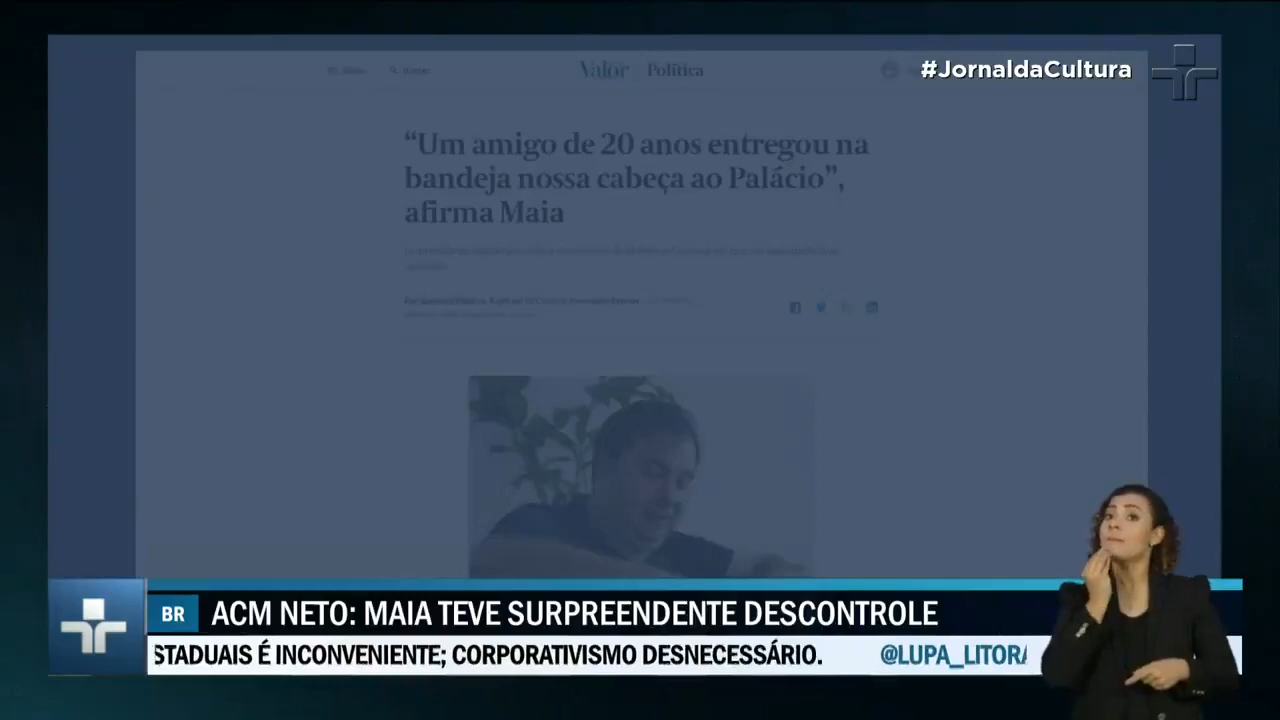 #JornaldaCultura
Valor Política
“Um amigo de 20 anos entregou na
bandeja nossa cabeça ao Palácio”,
afirma Maia
BR ACM NETO: MAIA TEVE SURPREENDENTE DESCONTROLE
STADUAIS É INCONVENIENTE; CORPORATIVISMO DESNECESSÁRIO. @LUPA_LITORA